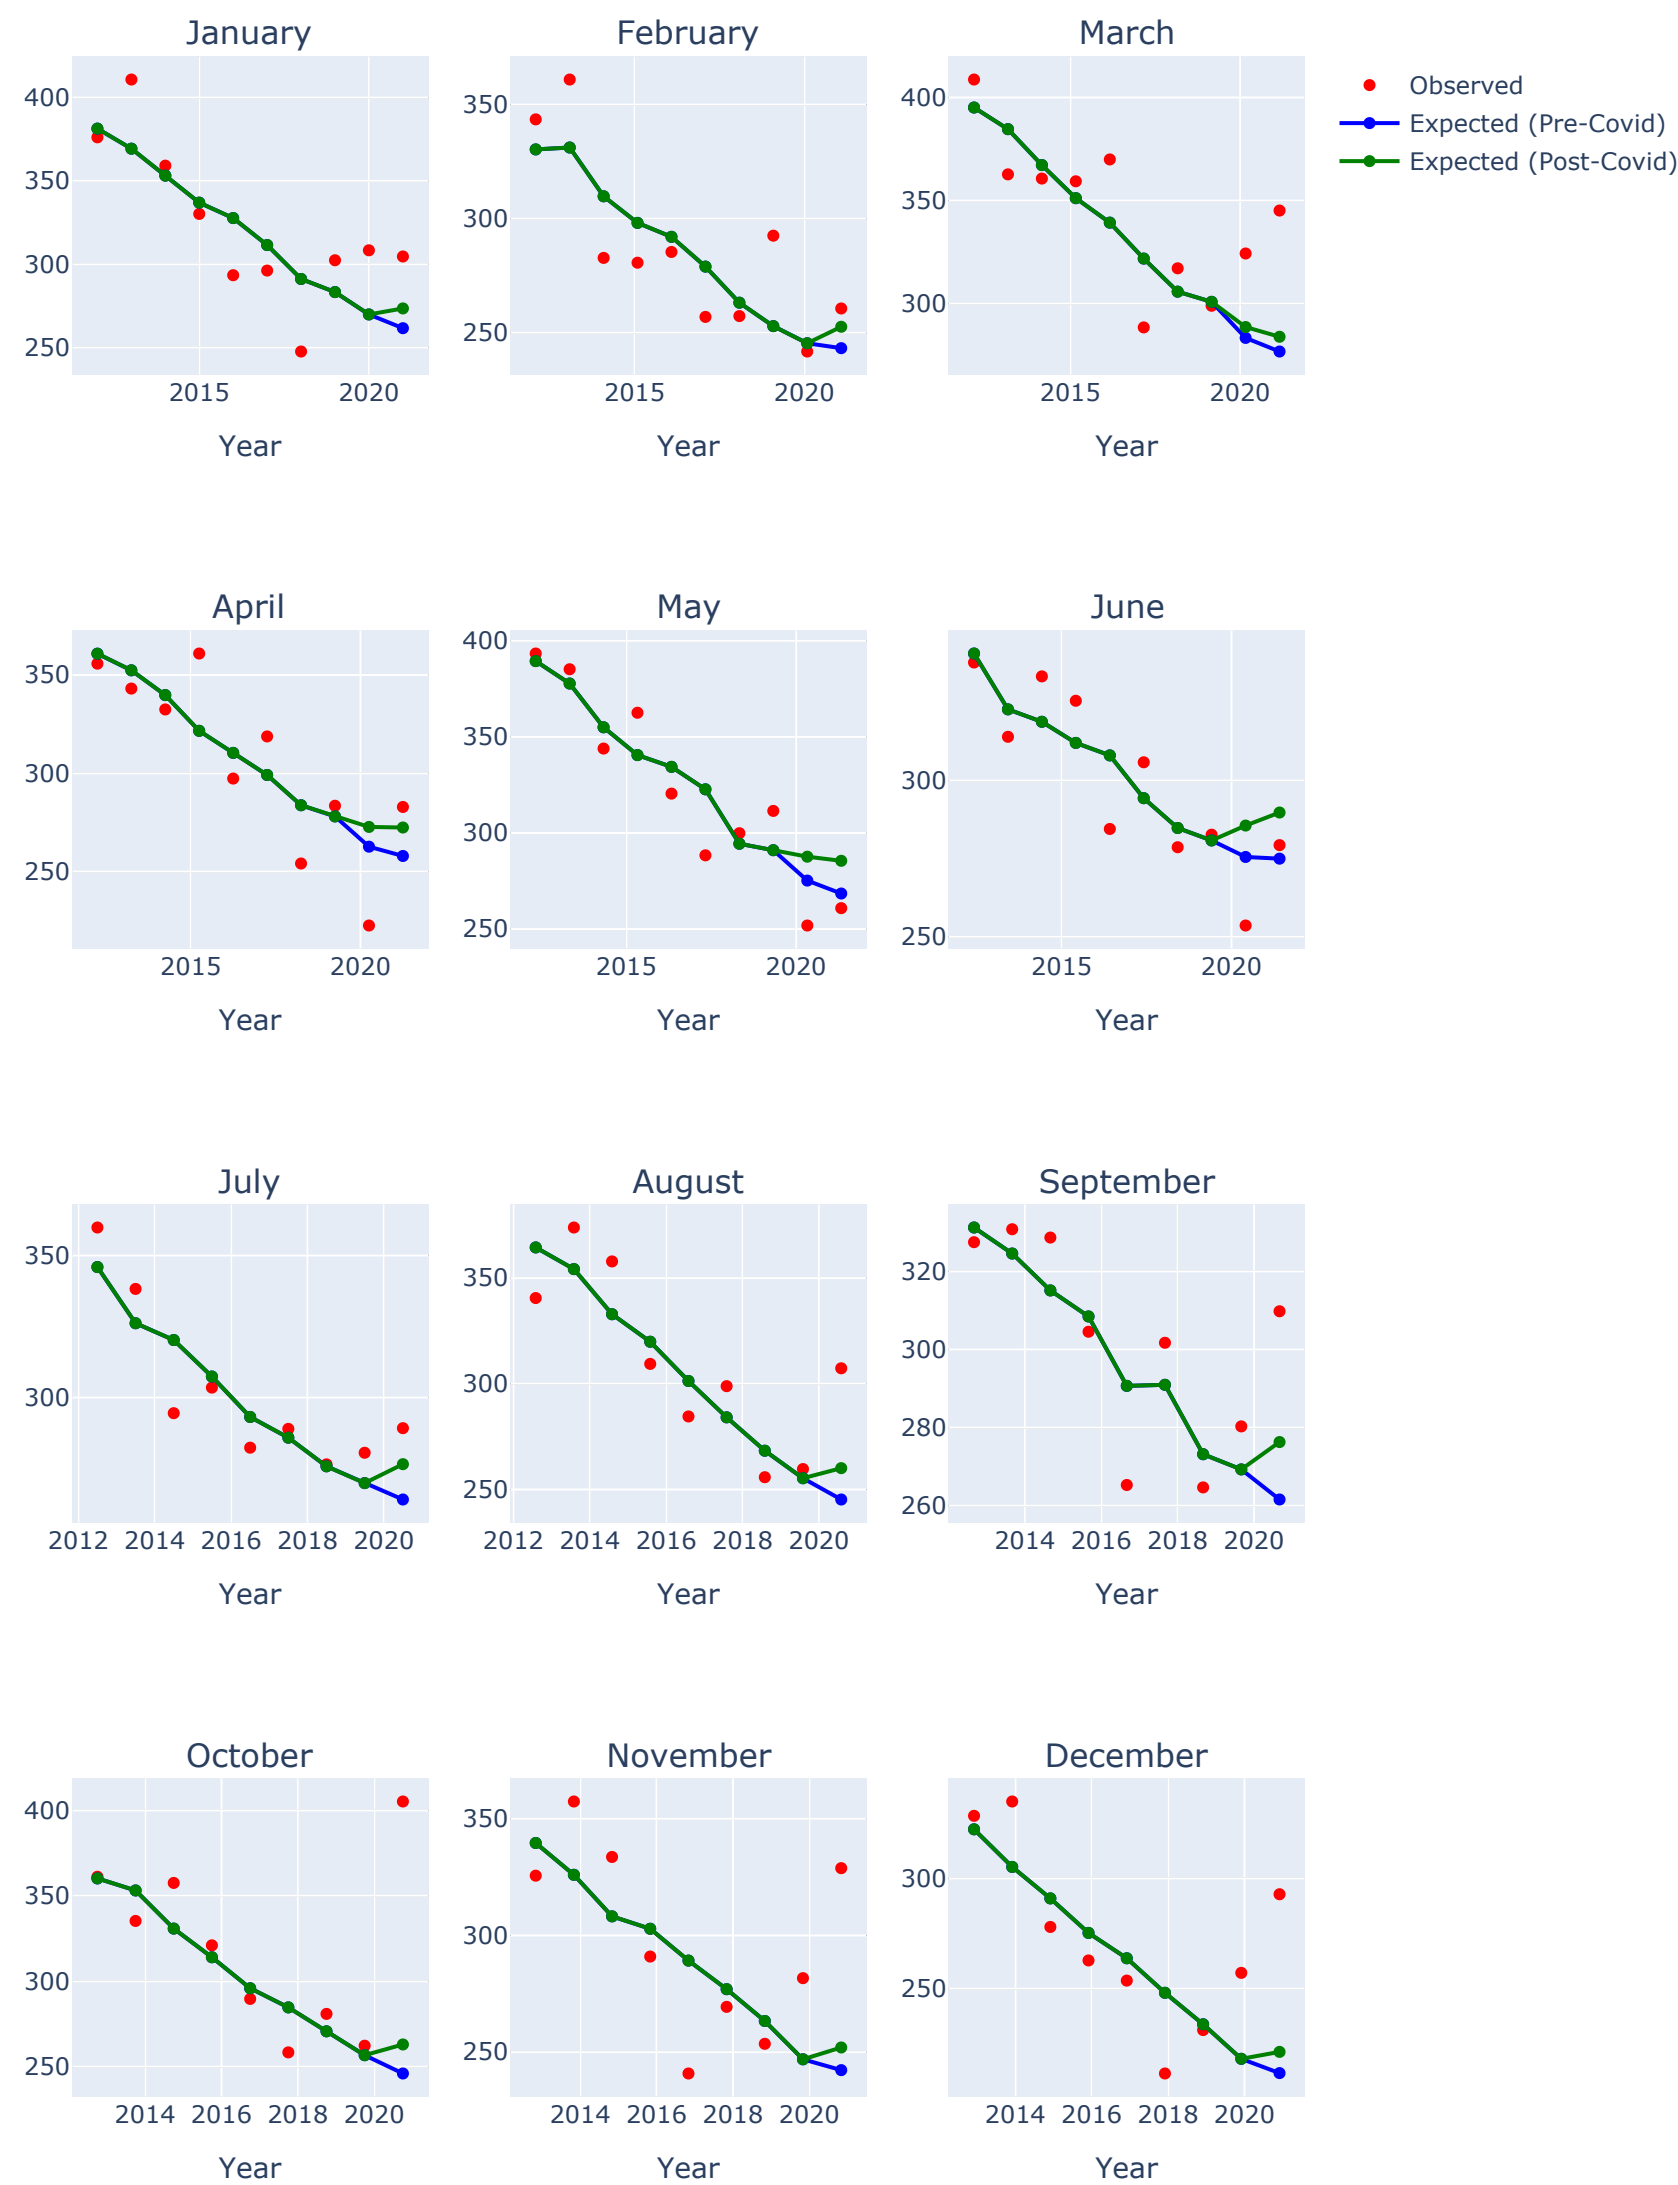 January
February
March
Observed
Expected (Pre-Covid)
Expected (Post-Covid)
400
350
300
250
2015
2020
Year
350
300
250
2015
2020
Year
400
350
300
2015
2020
Year
April
May
June
350
300
250
2015
2020
Year
400
350
300
250
2015
2020
Year
300
250
2015
2020
Year
July
August
September
350
300
2012 2014 2016 2018 2020
Year
350
300
250
2012 2014 2016 2018 2020
Year
320
300
280
260
2014 2016 2018 2020
Year
October
November
December
400
350
300
250
2014 2016 2018 2020
Year
350
300
250
2014 2016 2018 2020
Year
300
250
2014 2016 2018 2020
Year